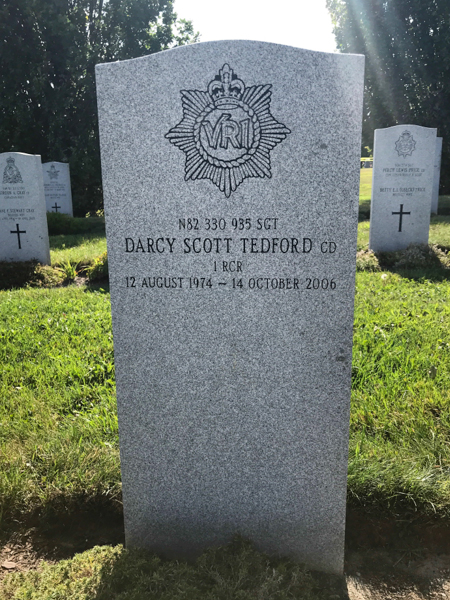 VRI
N82 330 935 SGT
DARCY SCOTT TEDFORD CD
1 RCR
12 AUGUST 1974 – 14 OCTOBER 2006